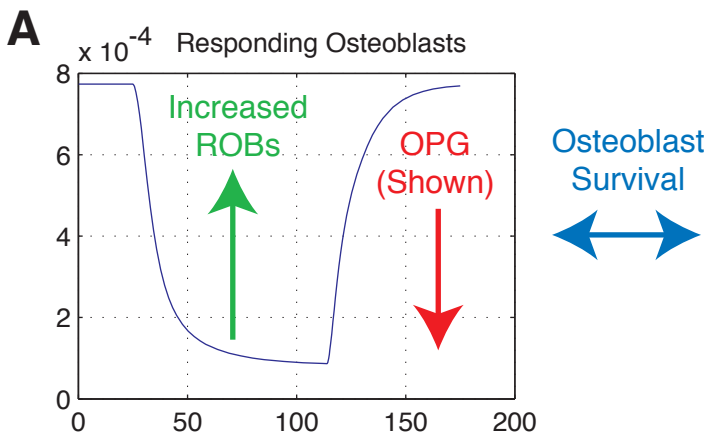 A
x 10⁻⁴ Responding Osteoblasts
8
6
4
2
0
0 50 100 150 200
Increased
ROBs
OPG
(Shown)
Osteoblast
Survival